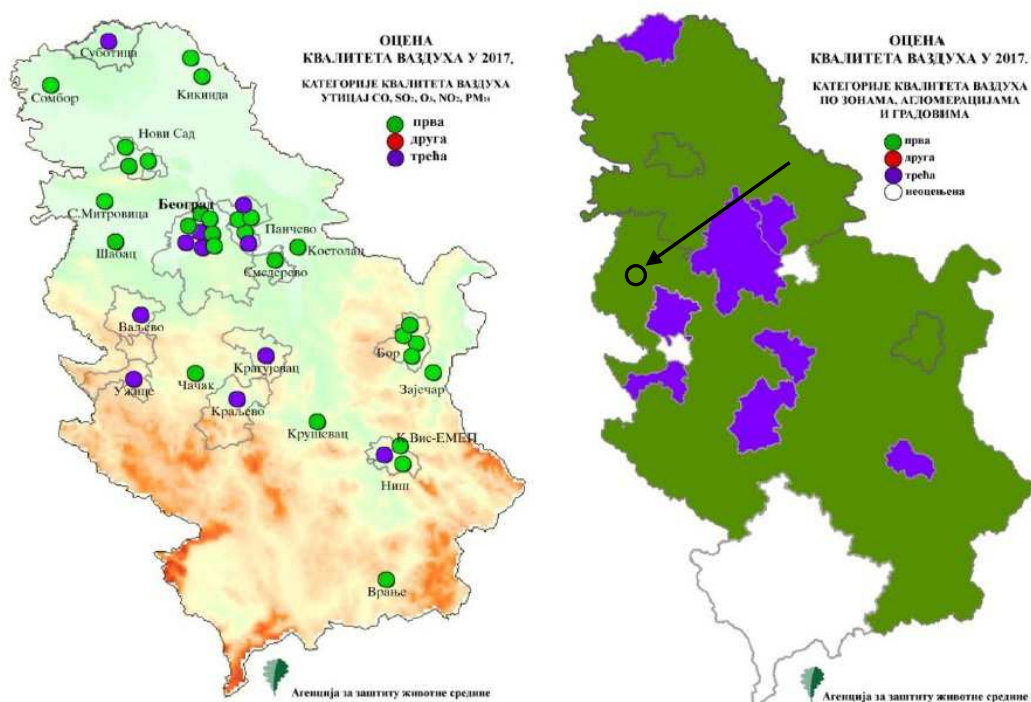 ОЦЕНА
КВАЛИТЕТА ВАЗДУХА У 2017.
КАТЕГОРИЈЕ КВАЛИТЕТА ВАЗДУХА
УТИЦАЈ CO, SO₂, O₃, NO₂, PM₁₀
прва
друга
трећа
Суботица
Сомбор
Кикинда
Нови Сад
С.Митровица
Београд
Панчево
Шабац
Костолац
Смедерево
Ваљево
Бор
Крагујевац
Ужице
Чачак
Зајечар
Краљево
Крушевац
К.Вис-ЕМЕП
Ниш
Врање
Агенција за заштиту животне средине
ОЦЕНА
КВАЛИТЕТА ВАЗДУХА У 2017.
КАТЕГОРИЈЕ КВАЛИТЕТА ВАЗДУХА
ПО ЗОНАМА, АГЛОМЕРАЦИЈАМА
И ГРАДОВИМА
прва
друга
трећа
неоцењена
Агенција за заштиту животне средине